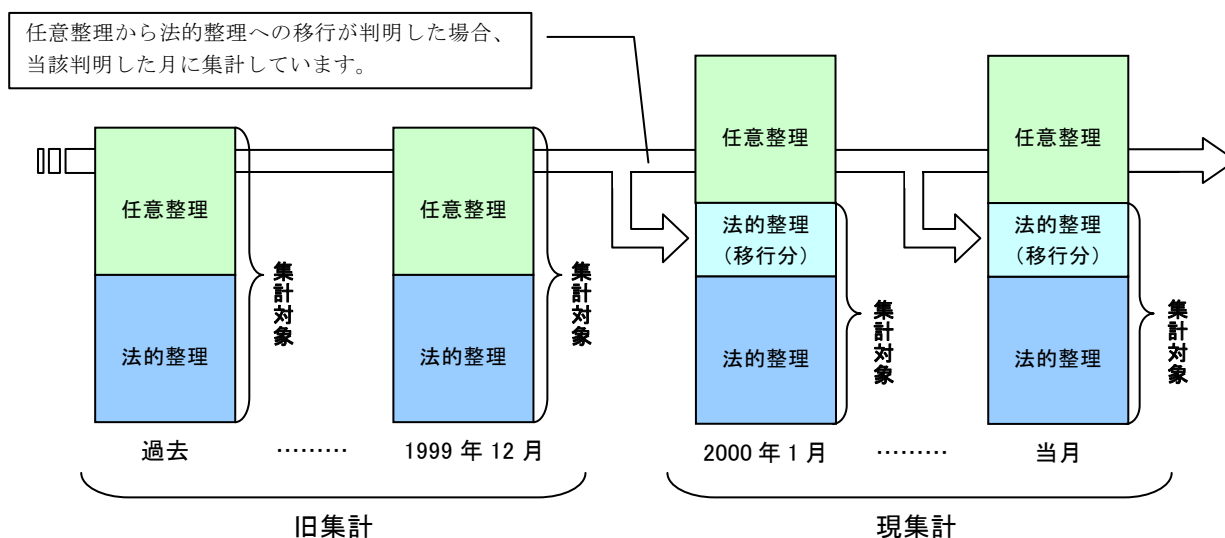 任意整理から法的整理への移行が判明した場合、
当該判明した月に集計しています。
任意整理
法的整理
集計対象
過去
………
任意整理
法的整理
集計対象
1999 年 12 月
旧集計
任意整理
法的整理
(移行分)
法的整理
集計対象
2000 年 1 月
………
任意整理
法的整理
(移行分)
法的整理
集計対象
当月
現集計